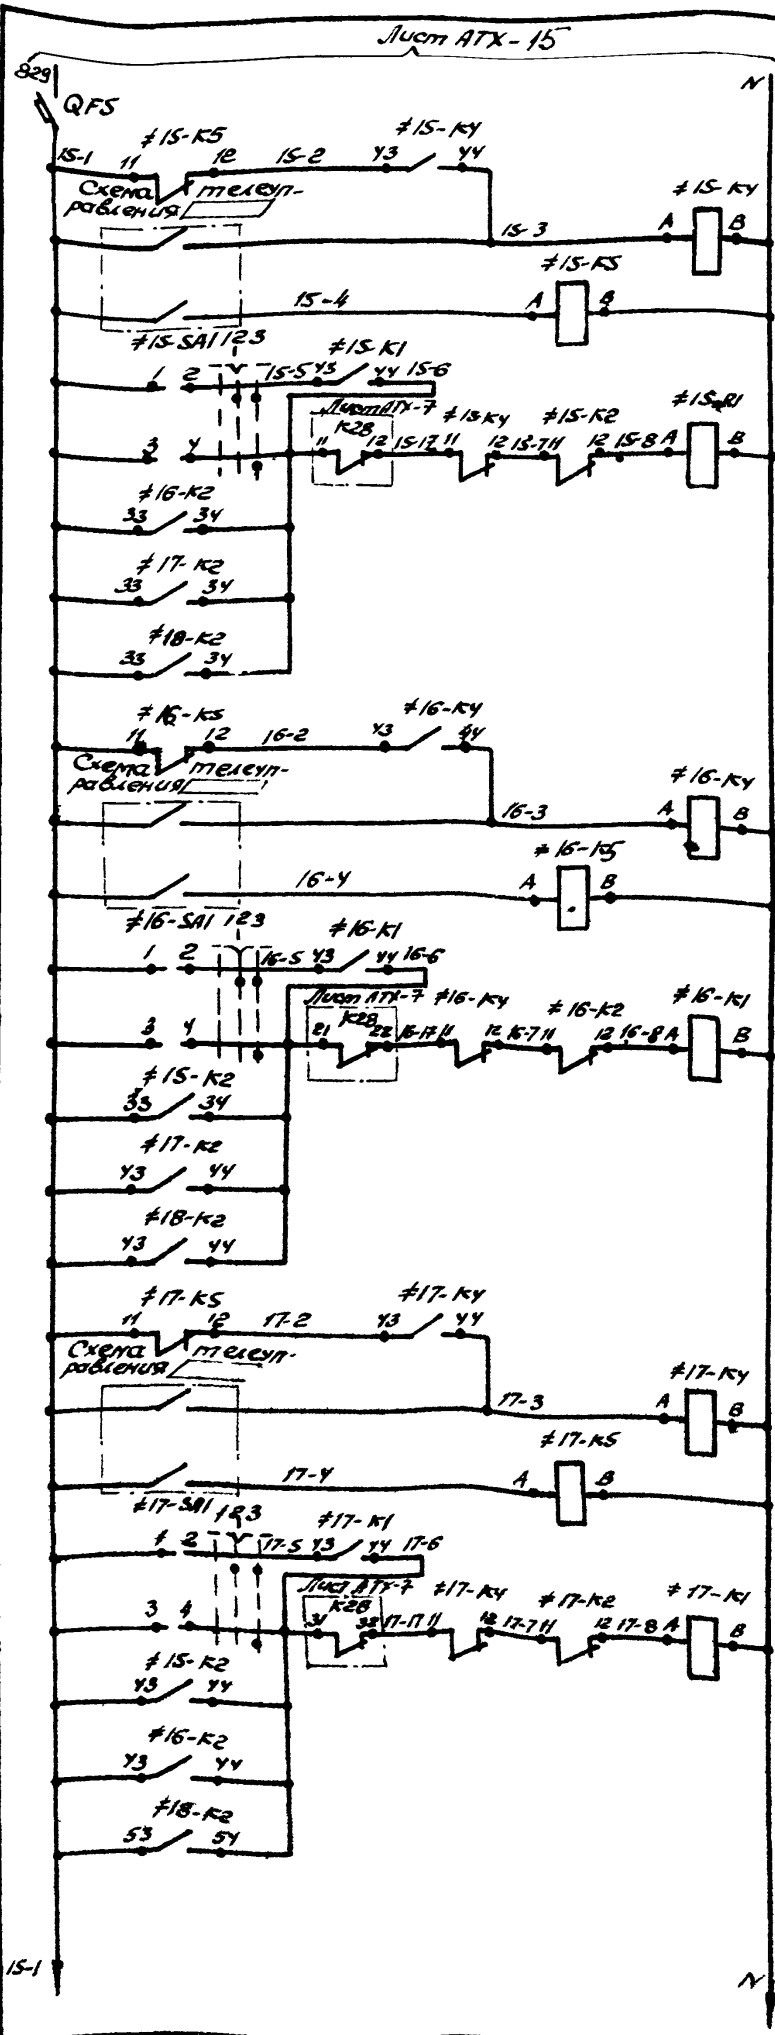 Лист АТХ-15
829
N
QF5
≠15-K5
≠15-K4
15-1 11 12 15-2 43 44
Схема телеуп-
равления
≠15-K4
15-3 A B
≠15-K5
15-4 A B
≠15-SA1 123 ≠15-K1
1 2 15-5 43 44 15-6
Лист АТХ-7 ≠15-K4 ≠15-K2 ≠15-K1
K28
3 4 11 12 15-17 11 12 15-7 11 12 15-8 A B
≠16-K2
33 34
≠17-K2
33 34
≠18-K2
33 34
≠16-K5 ≠16-K4
11 12 16-2 43 44
Схема телеуп-
равления
≠16-K4
16-3 A B
≠16-K5
16-4 A B
≠16-SA1 123 ≠16-K1
1 2 16-5 43 44 16-6
Лист АТХ-7 ≠16-K4 ≠16-K2 ≠16-K1
K28
3 4 21 22 16-17 11 12 16-7 11 12 16-8 A B
≠15-K2
33 34
≠17-K2
43 44
≠18-K2
43 44
≠17-K5 ≠17-K4
11 12 17-2 43 44
Схема телеуп-
равления
≠17-K4
17-3 A B
≠17-K5
17-4 A B
≠17-SA1 123 ≠17-K1
1 2 17-5 43 44 17-6
Лист АТХ-7 ≠17-K4 ≠17-K2 ≠17-K1
K28
3 4 31 32 17-17 11 12 17-7 11 12 17-8 A B
≠15-K2
43 44
≠16-K2
43 44
≠18-K2
53 54
15-1 N